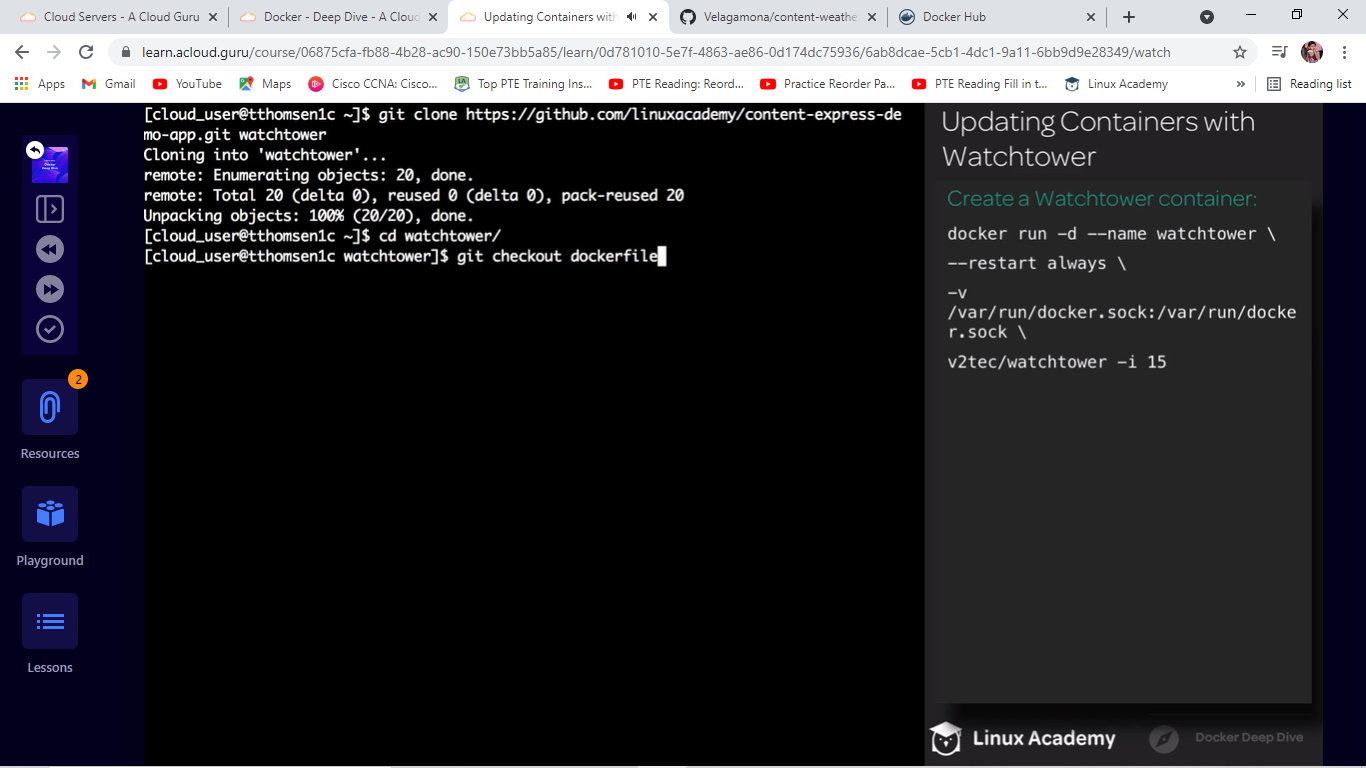 Cloud Servers - A Cloud Guru
Docker - Deep Dive - A Cloud
Updating Containers with
Velagamona/content-weathe
Docker Hub
learn.acloud.guru/course/06875cfa-fb88-4b28-ac90-150e73bb5a85/learn/0d781010-5e7f-4863-ae86-0d174dc75936/6ab8dcae-5cb1-4dc1-9a11-6bb9d9e28349/watch
Apps
Gmail
YouTube
Maps
Cisco CCNA: Cisco...
Top PTE Training Ins...
PTE Reading: Reord...
Practice Reorder Pa...
PTE Reading Fill in t...
Linux Academy
»
Reading list
Docker
Deep Dive
2
Resources
Playground
Lessons
[cloud_user@tthomsen1c ~]$ git clone https://github.com/linuxacademy/content-express-de
mo-app.git watchtower
Cloning into 'watchtower'...
remote: Enumerating objects: 20, done.
remote: Total 20 (delta 0), reused 0 (delta 0), pack-reused 20
Unpacking objects: 100% (20/20), done.
[cloud_user@tthomsen1c ~]$ cd watchtower/
[cloud_user@tthomsen1c watchtower]$ git checkout dockerfile
Updating Containers with
Watchtower
Create a Watchtower container:
docker run -d --name watchtower \
--restart always \
-v
/var/run/docker.sock:/var/run/docke
r.sock \
v2tec/watchtower -i 15
Linux Academy
Docker Deep Dive